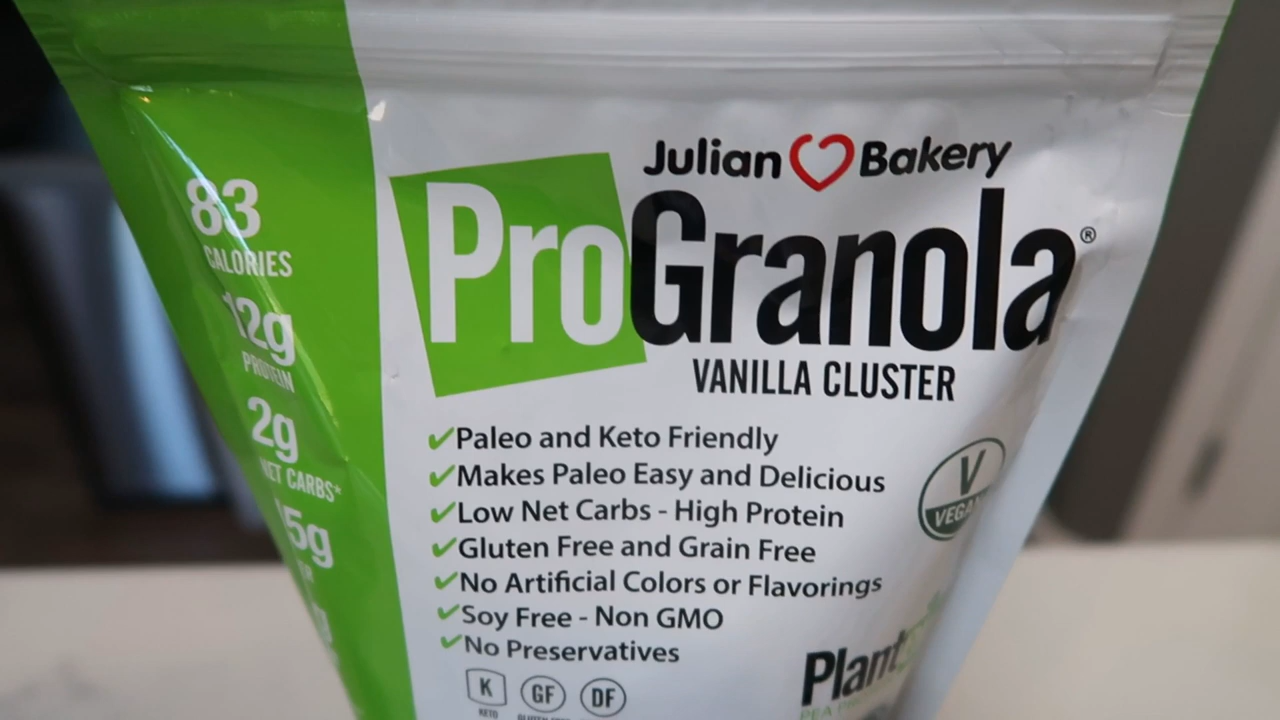 Julian Bakery
ProGranola®
VANILLA CLUSTER
83
CALORIES
12g
PROTEIN
2g
NET CARBS*
15g
✔Paleo and Keto Friendly
✔Makes Paleo Easy and Delicious
✔Low Net Carbs - High Protein
✔Gluten Free and Grain Free
✔No Artificial Colors or Flavorings
✔Soy Free - Non GMO
✔No Preservatives
V
VEGAN
K
KETO
GF
DF
Plant
PEA